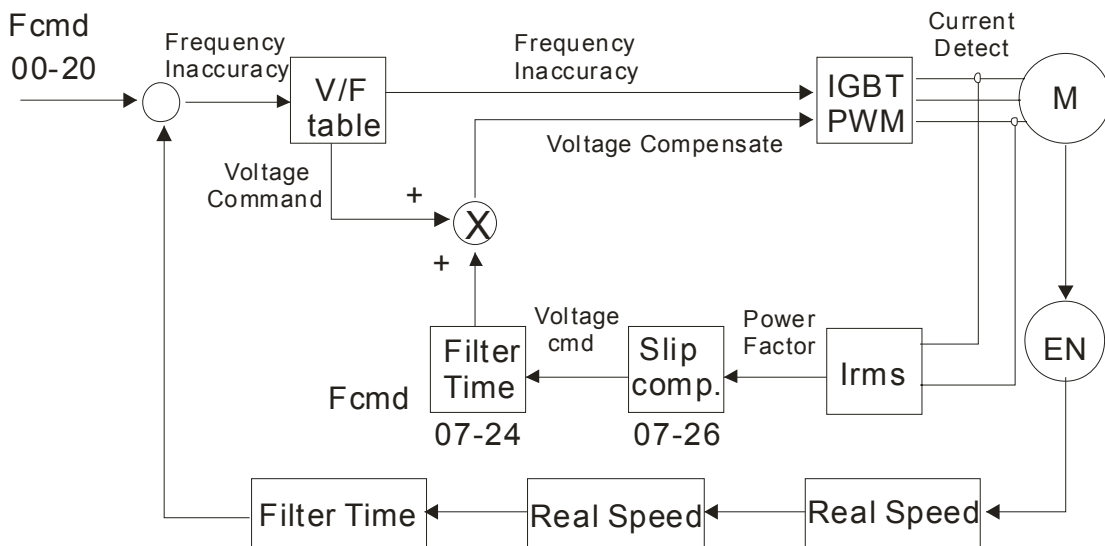 Fcmd
00-20
Frequency
Inaccuracy
V/F
table
Frequency
Inaccuracy
IGBT
PWM
Current
Detect
M
Voltage
Command
+
X
+
Voltage Compensate
Fcmd
Filter
Time
07-24
Voltage
cmd
Slip
comp.
07-26
Power
Factor
Irms
EN
Filter Time
Real Speed
Real Speed